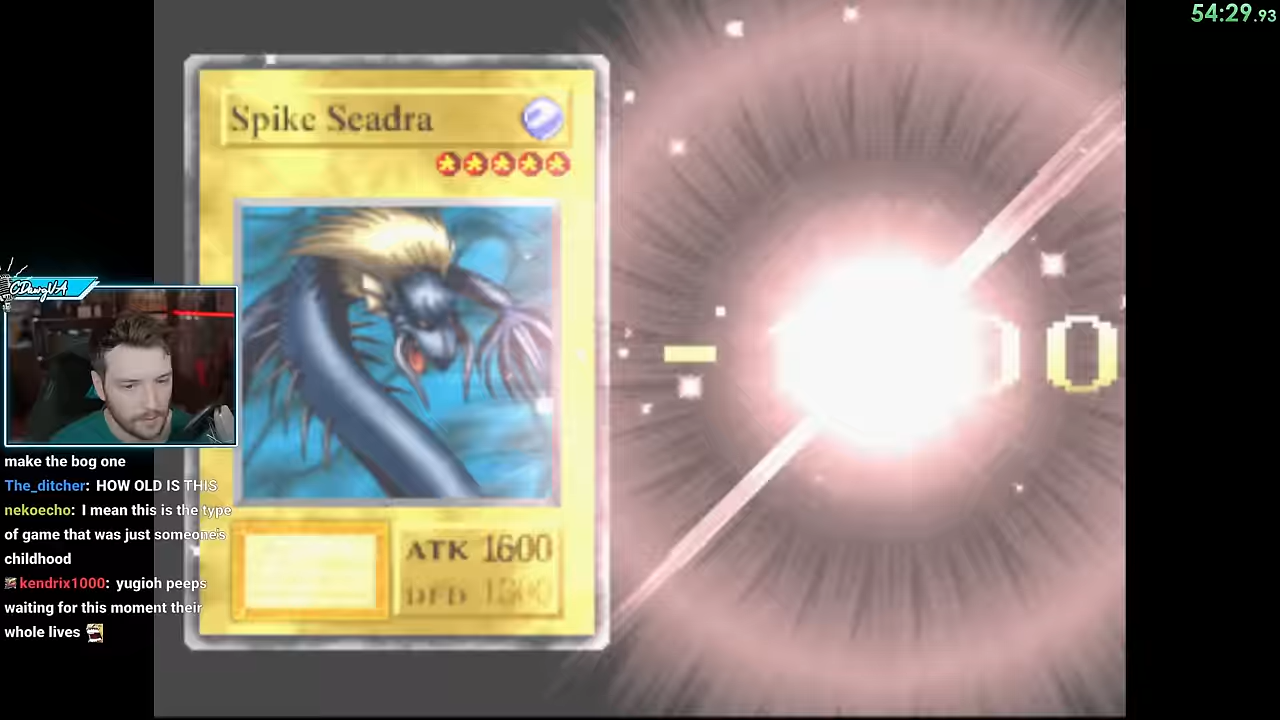 54:29.93
Spike Seadra
ATK 1600
DFD 1300
CDawgVA
make the bog one
The_ditcher: HOW OLD IS THIS
nekoecho: I mean this is the type
of game that was just someone's
childhood
kendrix1000: yugioh peeps
waiting for this moment their
whole lives